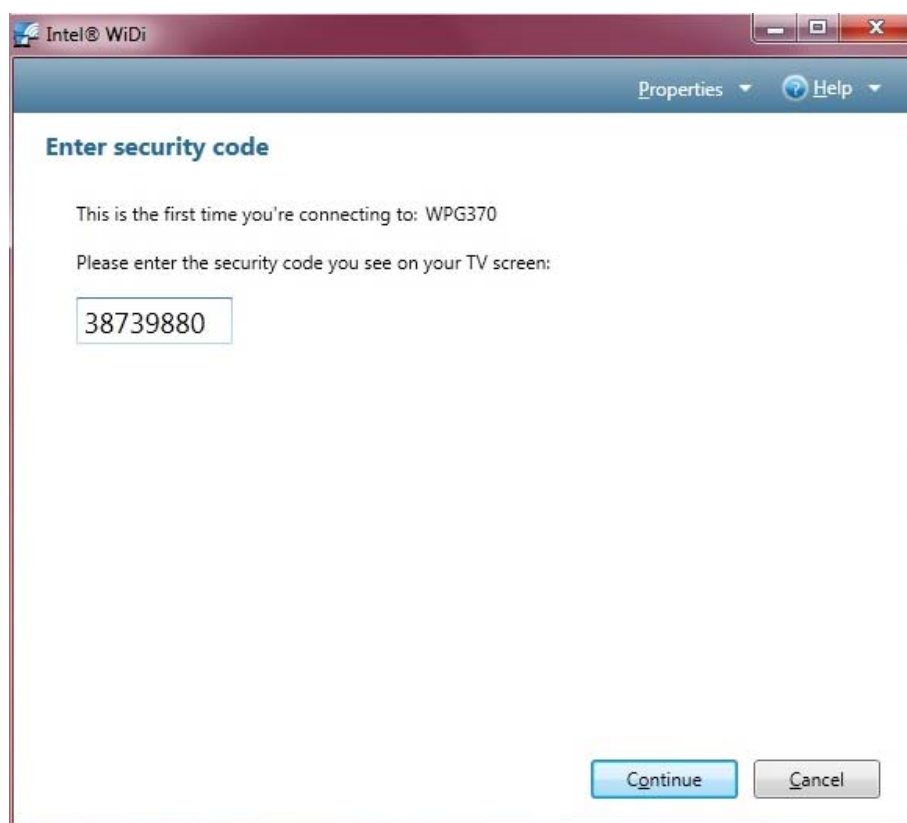 Intel® WiDi
Properties Help
Enter security code
This is the first time you're connecting to: WPG370
Please enter the security code you see on your TV screen:
38739880
Continue Cancel